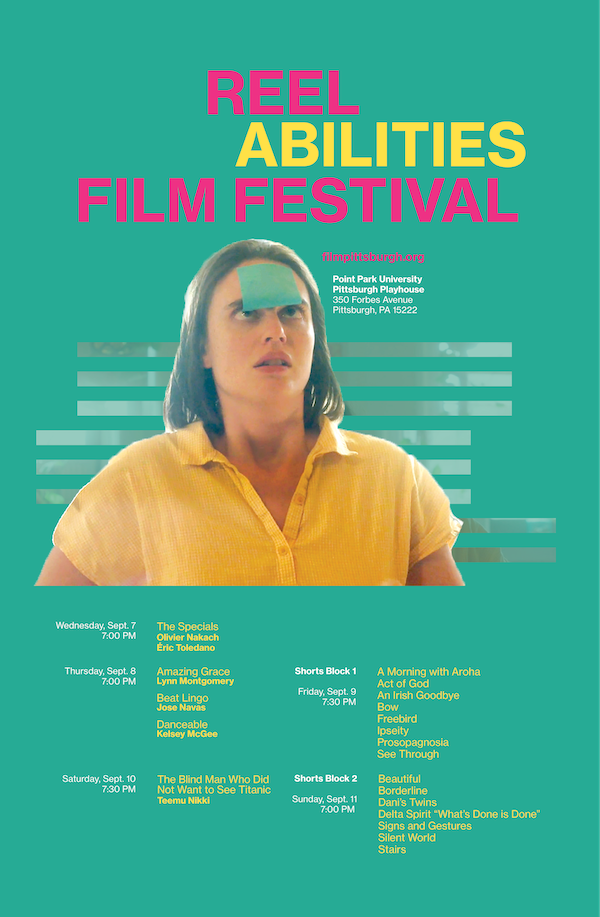 REEL
ABILITIES
FILM FESTIVAL
filmpittsburgh.org
Point Park University
Pittsburgh Playhouse
350 Forbes Avenue
Pittsburgh, PA 15222
Wednesday, Sept. 7
7:00 PM
The Specials
Olivier Nakach
Éric Toledano
Thursday, Sept. 8
7:00 PM
Amazing Grace
Lynn Montgomery
Beat Lingo
Jose Navas
Danceable
Kelsey McGee
Shorts Block 1
Friday, Sept. 9
7:30 PM
A Morning with Aroha
Act of God
An Irish Goodbye
Bow
Freebird
Ipseity
Prosopagnosia
See Through
Saturday, Sept. 10
7:30 PM
The Blind Man Who Did
Not Want to See Titanic
Teemu Nikki
Shorts Block 2
Sunday, Sept. 11
7:00 PM
Beautiful
Borderline
Dani's Twins
Delta Spirit “What's Done is Done”
Signs and Gestures
Silent World
Stairs